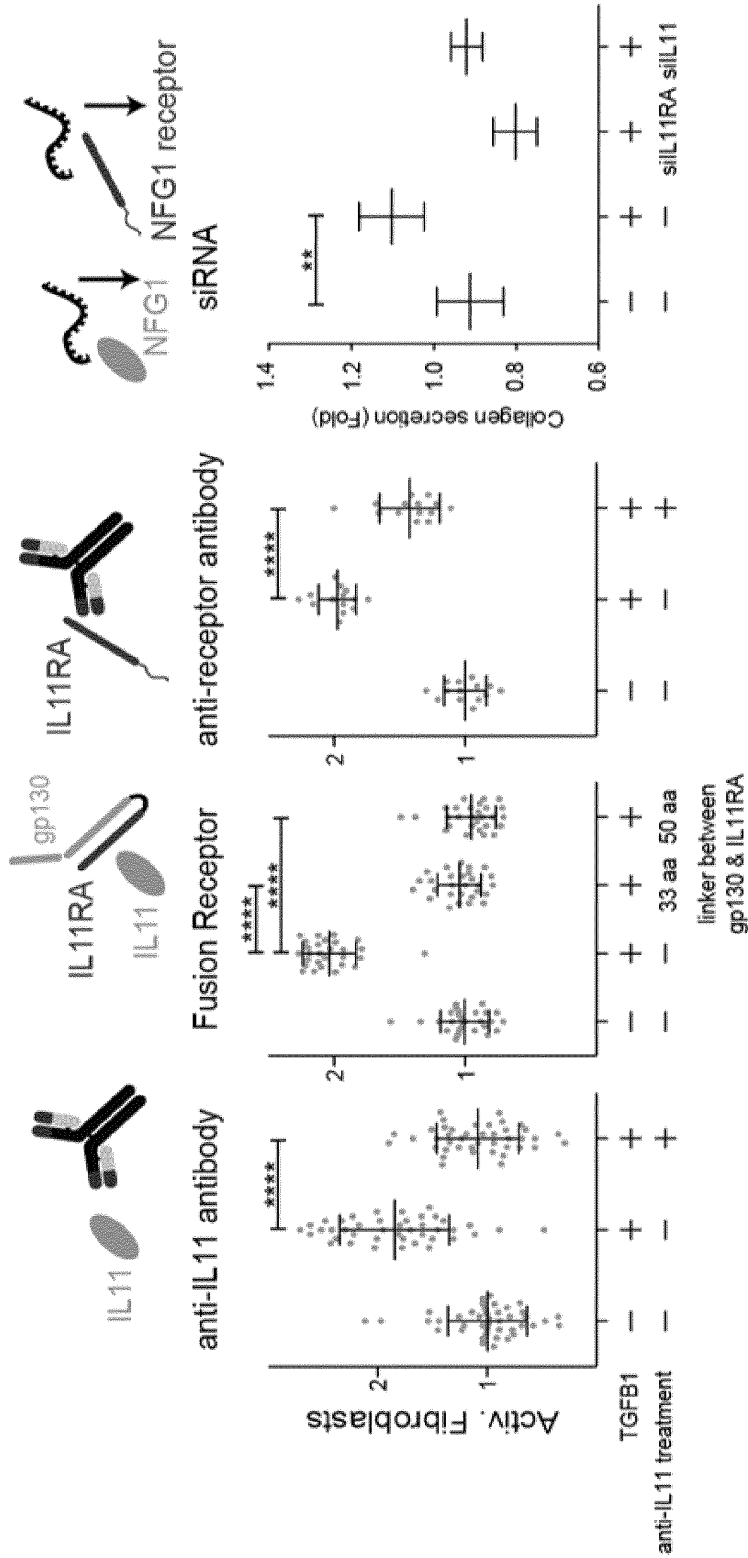 IL11
anti-IL11 antibody
****
Activ. Fibroblasts
2
1
TGFB1 − + +
anti-IL11 treatment − − +
gp130
IL11RA
IL11
Fusion Receptor
****
****
2
1
− + + +
− − 33 aa 50 aa
linker between
gp130 & IL11RA
IL11RA
anti-receptor antibody
****
2
1
− + +
− − +
NFG1
NFG1 receptor
siRNA
**
Collagen secretion (Fold)
1.4
1.2
1.0
0.8
0.6
− + + +
− − siIL11RA siIL11